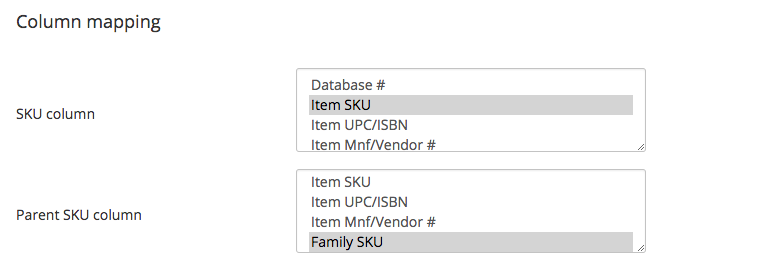 Column mapping
SKU column
Database #
Item SKU
Item UPC/ISBN
Item Mnf/Vendor #
Parent SKU column
Item SKU
Item UPC/ISBN
Item Mnf/Vendor #
Family SKU